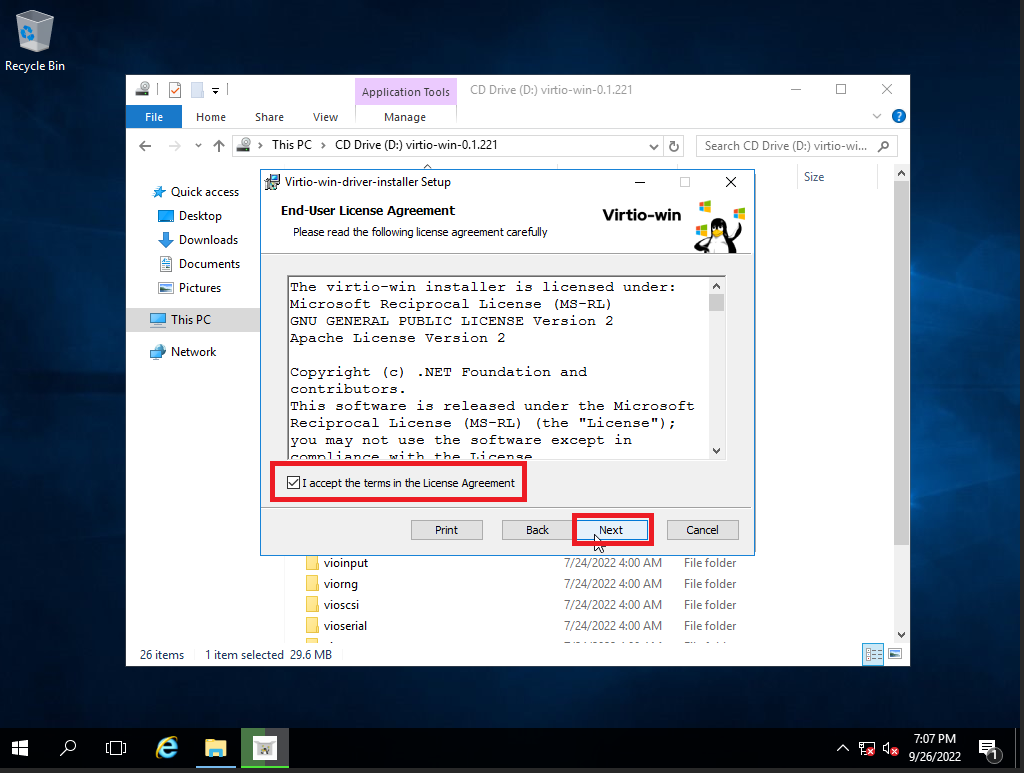 Recycle Bin
Application Tools
CD Drive (D:) virtio-win-0.1.221
File
Home
Share
View
Manage
This PC
CD Drive (D:) virtio-win-0.1.221
Search CD Drive (D:) virtio-wi...
Quick access
Desktop
Downloads
Documents
Pictures
This PC
Network
Size
Virtio-win-driver-installer Setup
End-User License Agreement
Virtio-win
Please read the following license agreement carefully
The virtio-win installer is licensed under:
Microsoft Reciprocal License (MS-RL)
GNU GENERAL PUBLIC LICENSE Version 2
Apache License Version 2
Copyright (c) .NET Foundation and
contributors.
This software is released under the Microsoft
Reciprocal License (MS-RL) (the "License");
you may not use the software except in
compliance with the License.
I accept the terms in the License Agreement
Print
Back
Next
Cancel
vioinput 7/24/2022 4:00 AM File folder
viorng 7/24/2022 4:00 AM File folder
vioscsi 7/24/2022 4:00 AM File folder
vioserial 7/24/2022 4:00 AM File folder
26 items 1 item selected 29.6 MB
7:07 PM
9/26/2022
1